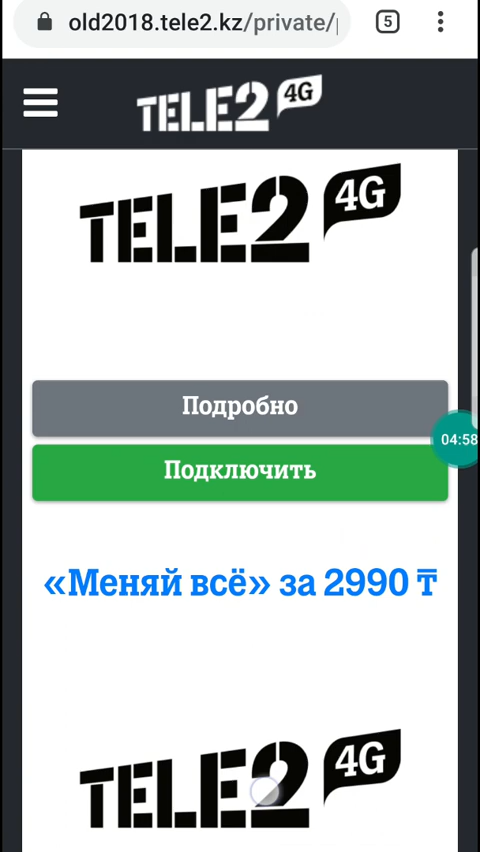 old2018.tele2.kz/private/
5
TELE2 4G
TELE2 4G
Подробно
04:58
Подключить
«Меняй всё» за 2990 ₸
TELE2 4G